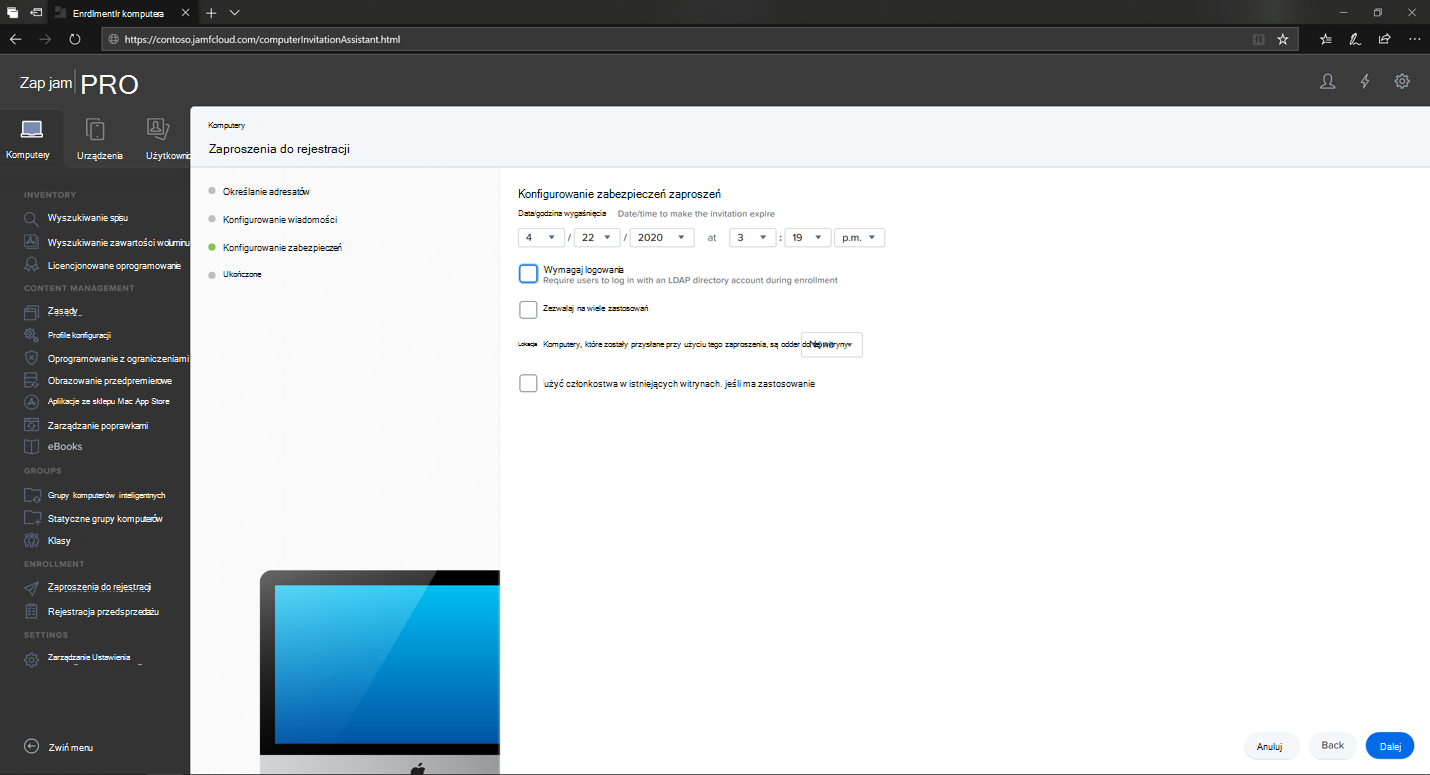 Enrdlmentlr komputera
https://contoso.jamfcloud.com/computerInvitationAssistant.html
Zap jam PRO
Komputery
Urządzenia
Użytkownic
INVENTORY
Wyszukiwanie spisu
Wyszukiwanie zawartości woluminu
Licencjonowane oprogramowanie
CONTENT MANAGEMENT
Zasady
Profile konfiguracji
Oprogramowanie z ograniczeniami
Obrazowanie przedpremierowe
Aplikacje ze sklepu Mac App Store
Zarządzanie poprawkami
eBooks
GROUPS
Grupy komputerów inteligentnych
Statyczne grupy komputerów
Klasy
ENROLLMENT
Zaproszenia do rejestracji
Rejestracja przedsprzedażu
SETTINGS
Zarządzanie Ustawienia
Zwiń menu
Komputery
Zaproszenia do rejestracji
Określanie adresatów
Konfigurowanie wiadomości
Konfigurowanie zabezpieczeń
Ukończone
Konfigurowanie zabezpieczeń zaproszeń
Data/godzina wygaśnięcia Date/time to make the invitation expire
4 / 22 / 2020 at 3 : 19 p.m.
Wymagaj logowania
Require users to log in with an LDAP directory account during enrollment
Zezwalaj na wiele zastosowań
Lokacja Komputery, które zostały przysłane przy użyciu tego zaproszenia, są odder do tej witryny
użyć członkostwa w istniejących witrynach. jeśli ma zastosowanie
Anuluj Back Dalej